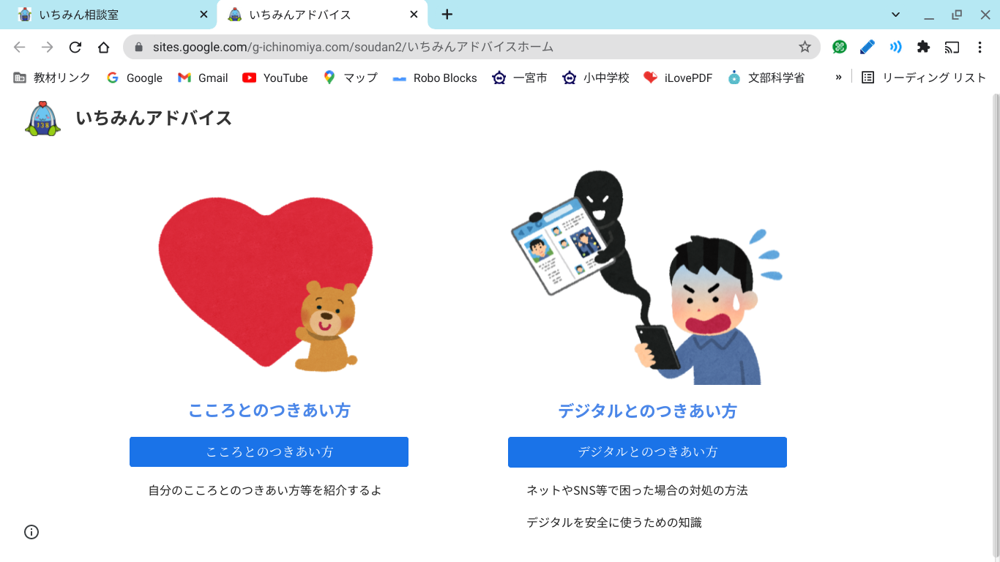 いちみん相談室
いちみんアドバイス
sites.google.com/g-ichinomiya.com/soudan2/いちみんアドバイスホーム
教材リンク Google Gmail YouTube マップ Robo Blocks 一宮市 小中学校 iLovePDF 文部科学省 » リーディング リスト
138
いちみんアドバイス
こころとのつきあい方
デジタルとのつきあい方
こころとのつきあい方
デジタルとのつきあい方
自分のこころとのつきあい方等を紹介するよ
ネットやSNS等で困った場合の対処の方法
デジタルを安全に使うための知識